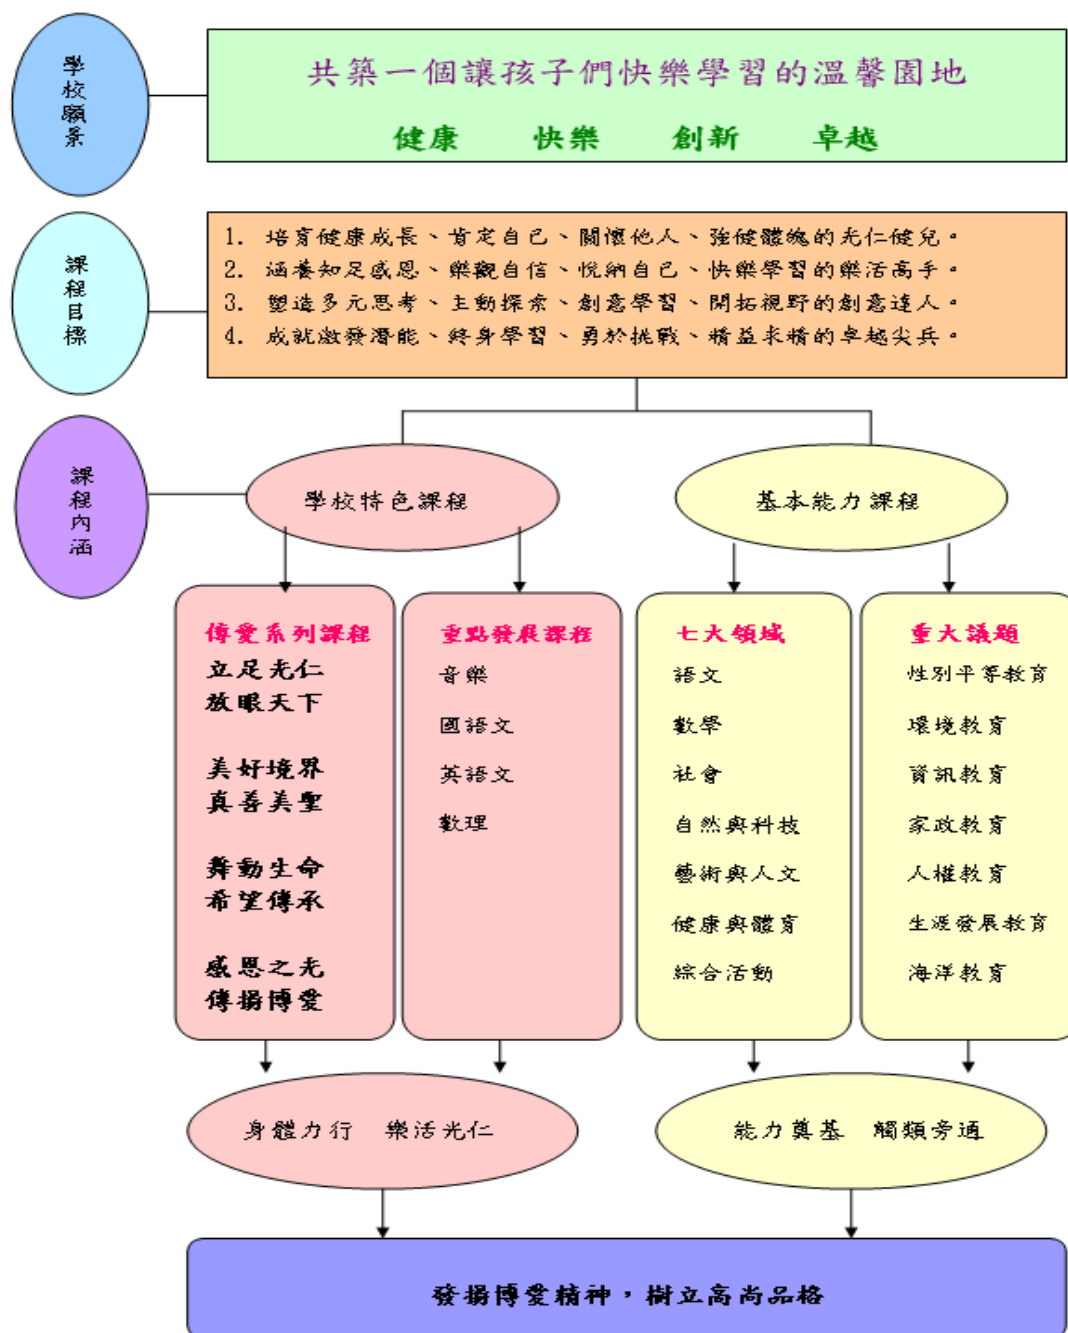 學校願景
共築一個讓孩子們快樂學習的溫馨園地
健康 快樂 創新 卓越
課程目標
1. 培育健康成長、肯定自己、關懷他人、強健體魄的光仁健兒。
2. 涵養知足感恩、樂觀自信、悅納自己、快樂學習的樂活高手。
3. 塑造多元思考、主動探索、創意學習、開拓視野的創意達人。
4. 成就激發潛能、終身學習、勇於挑戰、精益求精的卓越尖兵。
課程內涵
學校特色課程
基本能力課程
傳愛系列課程
立足光仁
放眼天下
美好境界
真善美聖
舞動生命
希望傳承
感恩之光
傳揚博愛
重點發展課程
音樂
國語文
英語文
數理
七大領域
語文
數學
社會
自然與科技
藝術與人文
健康與體育
綜合活動
重大議題
性別平等教育
環境教育
資訊教育
家政教育
人權教育
生涯發展教育
海洋教育
身體力行 樂活光仁
能力奠基 觸類旁通
發揚博愛精神，樹立高尚品格